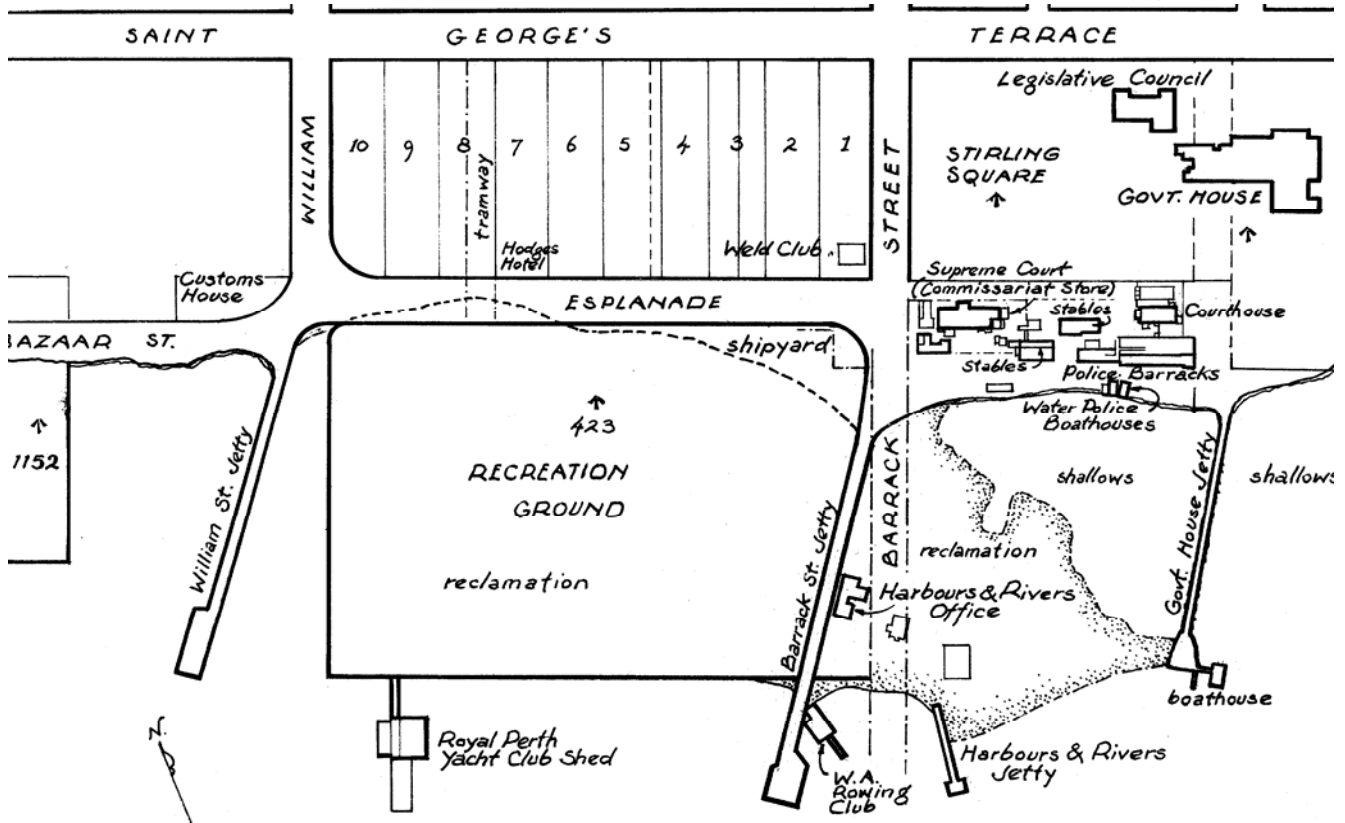 SAINT GEORGE'S TERRACE
WILLIAM
10 9 8 7 6 5 4 3 2 1
tramway
Hodges
Hotel
Weld Club
STREET
Legislative Council
STIRLING
SQUARE
GOVT. HOUSE
Customs
House
ESPLANADE
Supreme Court
(Commissariat Store)
Stables
Courthouse
BAZAAR ST.
shipyard
Stables
Police Barracks
Water Police
Boathouses
1152
William St. Jetty
423
RECREATION
GROUND
reclamation
Barrack St. Jetty
BARRACK
shallows
shallows
Govt. House Jetty
reclamation
Harbours & Rivers
Office
boathouse
N.
Royal Perth
Yacht Club Shed
W.A.
Rowing
Club
Harbours & Rivers
Jetty